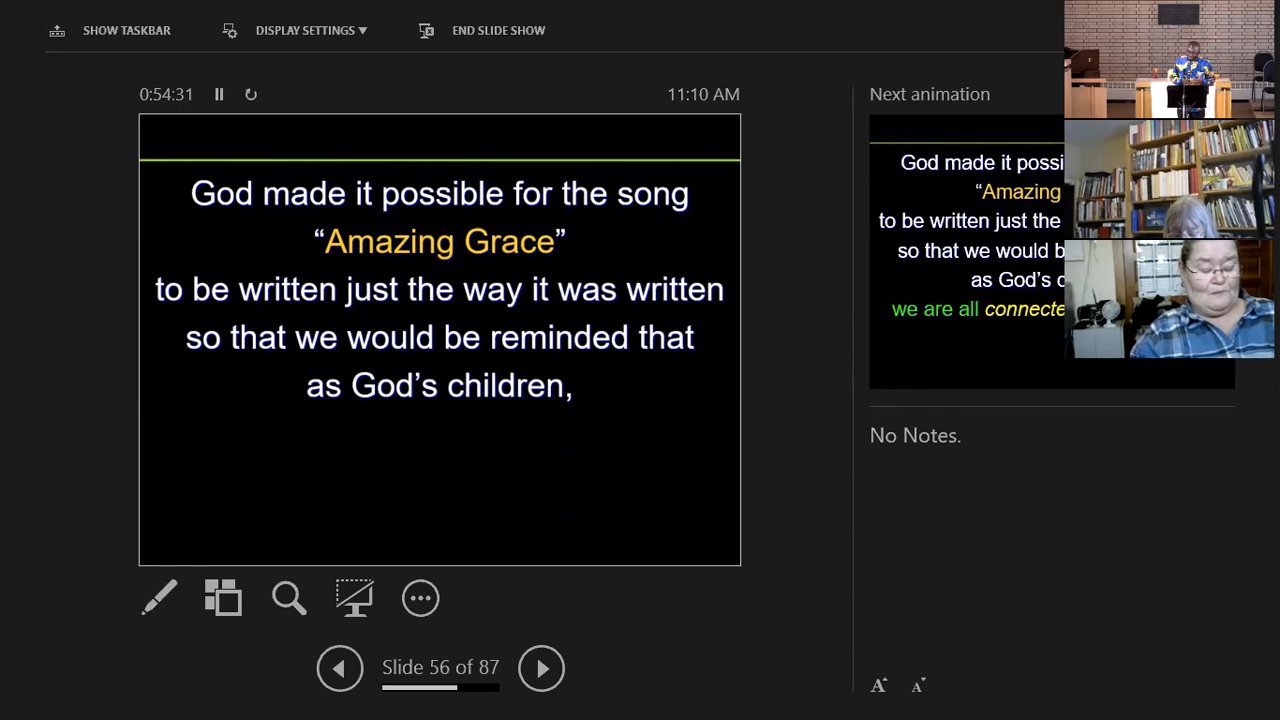 SHOW TASKBAR
DISPLAY SETTINGS
END SLIDE SHOW
0:54:31
11:10 AM
God made it possible for the song
“Amazing Grace”
to be written just the way it was written
so that we would be reminded that
as God’s children,
Slide 56 of 87
Next animation
God made it
“Amazing
to be written just the
so that we would
as God’s
we are all
No Notes.